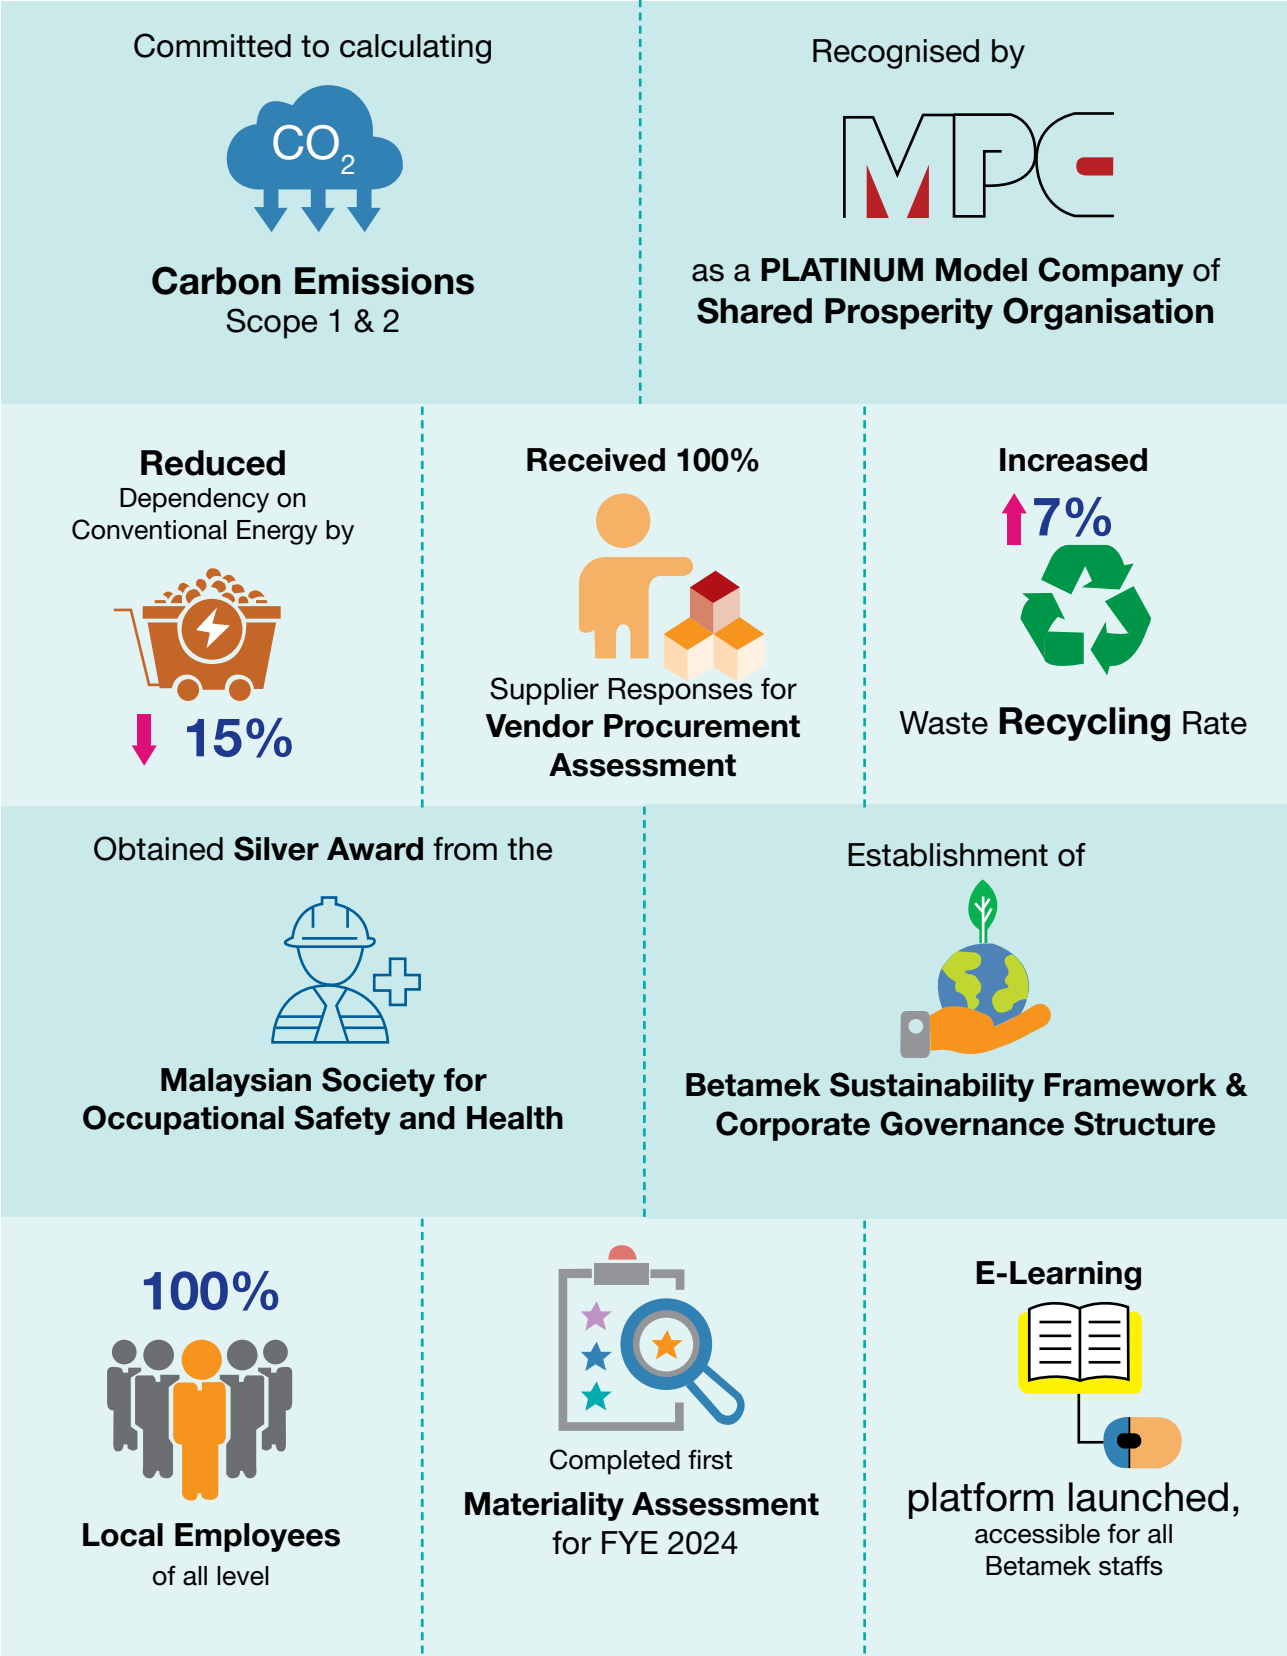 Committed to calculating
CO2
Carbon Emissions
Scope 1 & 2
Recognised by
MPC
as a PLATINUM Model Company of
Shared Prosperity Organisation
Reduced
Dependency on
Conventional Energy by
15%
Received 100%
Supplier Responses for
Vendor Procurement
Assessment
Increased
7%
Waste Recycling Rate
Obtained Silver Award from the
Malaysian Society for
Occupational Safety and Health
Establishment of
Betamek Sustainability Framework &
Corporate Governance Structure
100%
Local Employees
of all level
Completed first
Materiality Assessment
for FYE 2024
E-Learning
platform launched,
accessible for all
Betamek staffs